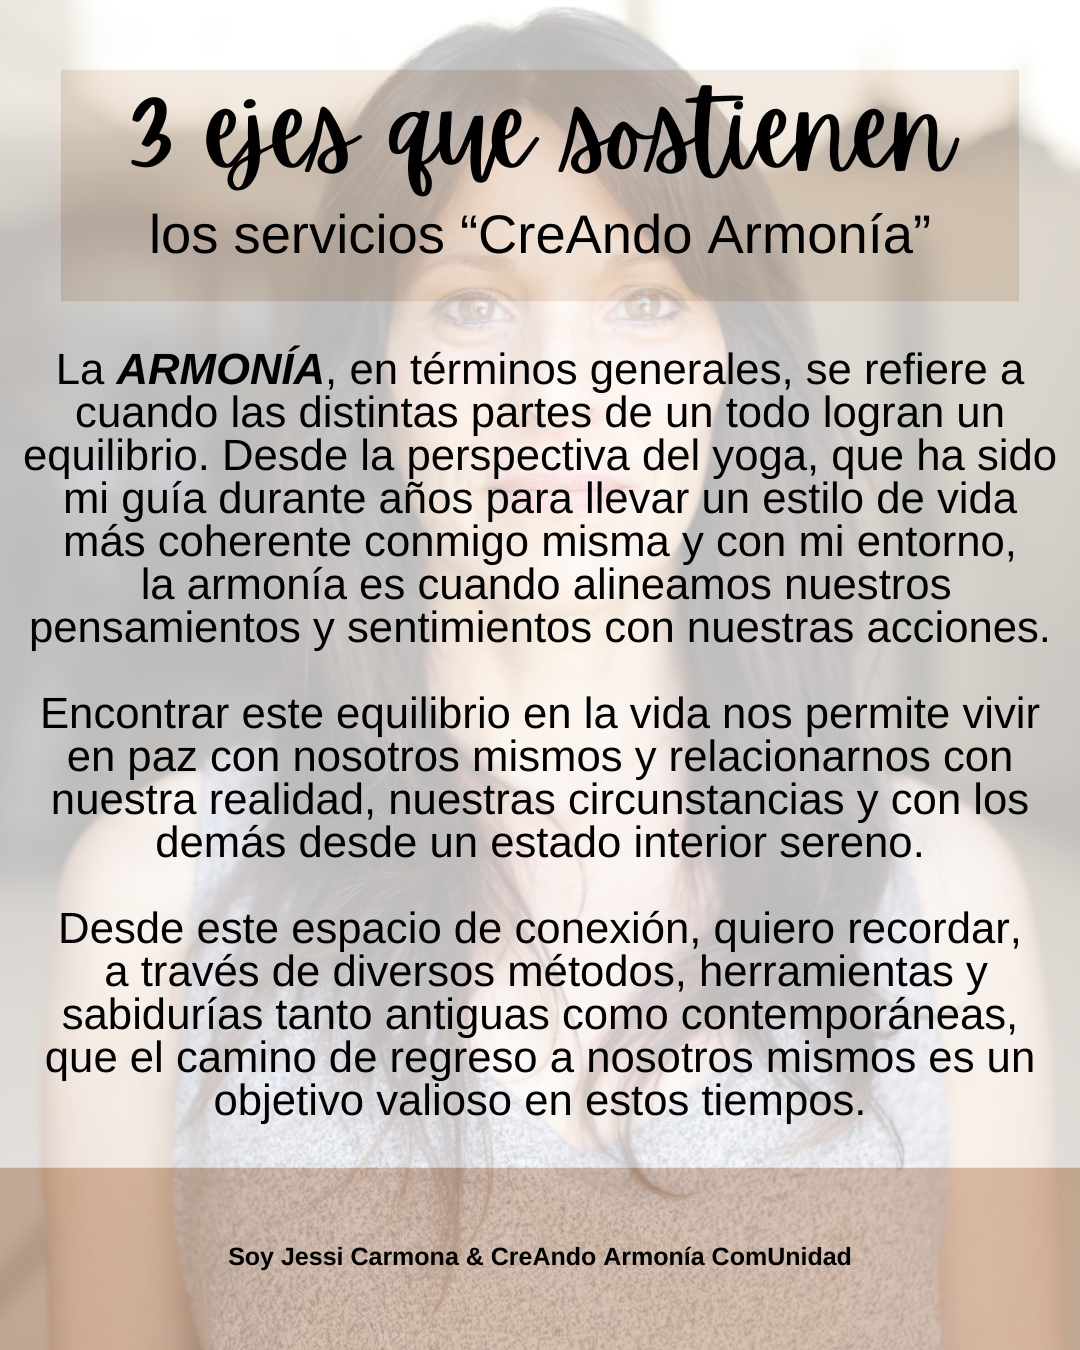 3 ejes que sostienen
los servicios “CreAndo Armonía”
La ARMONÍA, en términos generales, se refiere a
cuando las distintas partes de un todo logran un
equilibrio. Desde la perspectiva del yoga, que ha sido
mi guía durante años para llevar un estilo de vida
más coherente conmigo misma y con mi entorno,
la armonía es cuando alineamos nuestros
pensamientos y sentimientos con nuestras acciones.
Encontrar este equilibrio en la vida nos permite vivir
en paz con nosotros mismos y relacionarnos con
nuestra realidad, nuestras circunstancias y con los
demás desde un estado interior sereno.
Desde este espacio de conexión, quiero recordar,
a través de diversos métodos, herramientas y
sabidurías tanto antiguas como contemporáneas,
que el camino de regreso a nosotros mismos es un
objetivo valioso en estos tiempos.
Soy Jessi Carmona & CreAndo Armonía ComUnidad